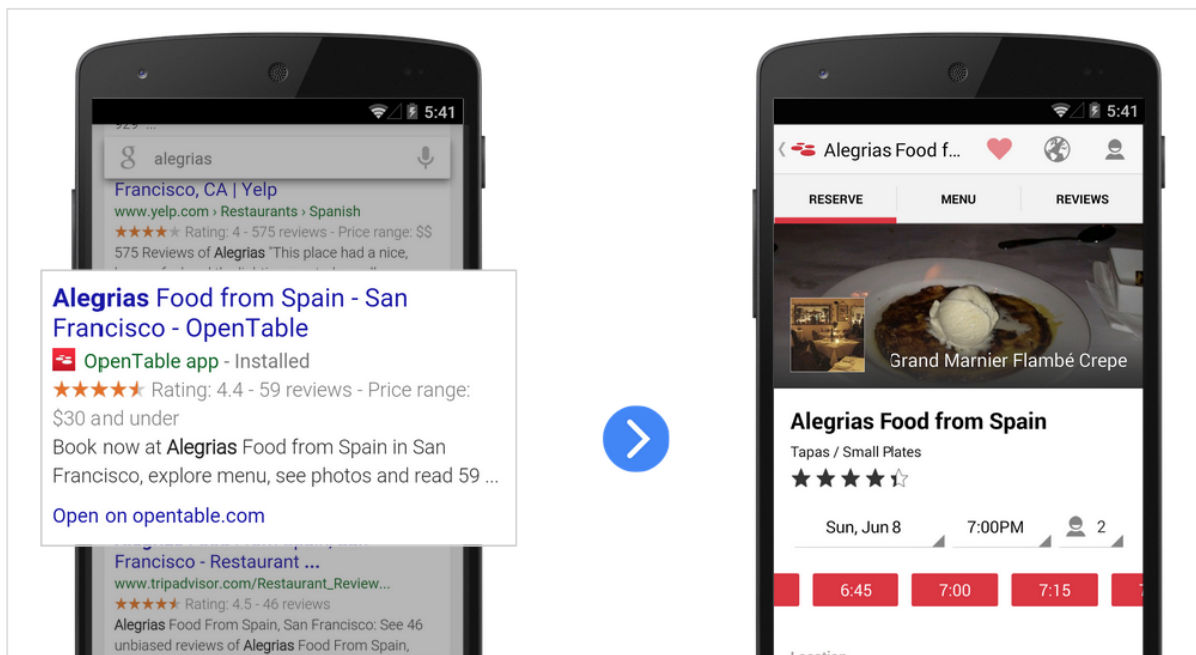 5:41
929 ...
g alegrias
Francisco, CA | Yelp
www.yelp.com › Restaurants › Spanish
Rating: 4 - 575 reviews - Price range: $$
575 Reviews of Alegrias "This place had a nice,
Alegrias Food from Spain - San
Francisco - OpenTable
OpenTable app - Installed
Rating: 4.4 - 59 reviews - Price range:
$30 and under
Book now at Alegrias Food from Spain in San
Francisco, explore menu, see photos and read 59 ...
Open on opentable.com
Francisco - Restaurant ...
www.tripadvisor.com/Restaurant_Review...
Rating: 4.5 - 46 reviews
Alegrias Food From Spain, San Francisco: See 46
unbiased reviews of Alegrias Food From Spain,
5:41
Alegrias Food f...
RESERVE MENU REVIEWS
Grand Marnier Flambé Crepe
Alegrias Food from Spain
Tapas / Small Plates
Sun, Jun 8 7:00PM 2
6:45 7:00 7:15